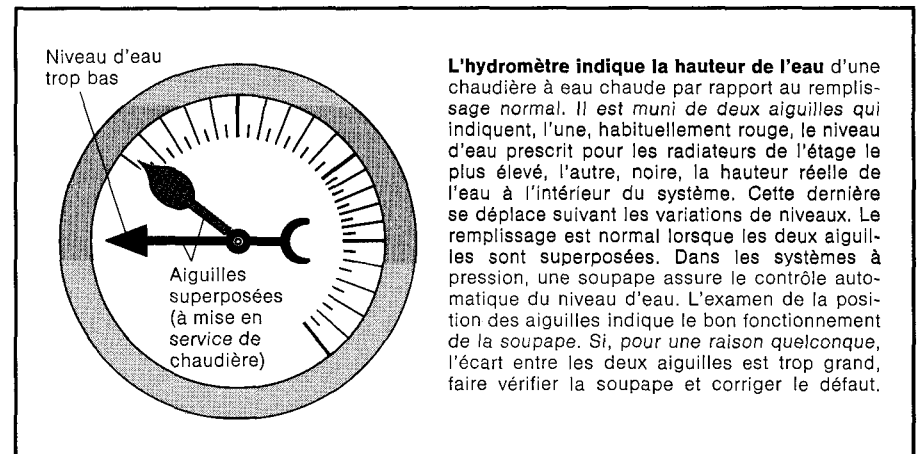 Niveau d'eau
trop bas
Aiguilles
superposées
(à mise en
service de
chaudière)
L'hydromètre indique la hauteur de l'eau d'une
chaudière à eau chaude par rapport au remplis-
sage normal. Il est muni de deux aiguilles qui
indiquent, l'une, habituellement rouge, le niveau
d'eau prescrit pour les radiateurs de l'étage le
plus élevé, l'autre, noire, la hauteur réelle de
l'eau à l'intérieur du système. Cette dernière
se déplace suivant les variations de niveaux. Le
remplissage est normal lorsque les deux aiguil-
les sont superposées. Dans les systèmes à
pression, une soupape assure le contrôle auto-
matique du niveau d'eau. L'examen de la posi-
tion des aiguilles indique le bon fonctionnement
de la soupape. Si, pour une raison quelconque,
l'écart entre les deux aiguilles est trop grand,
faire vérifier la soupape et corriger le défaut.